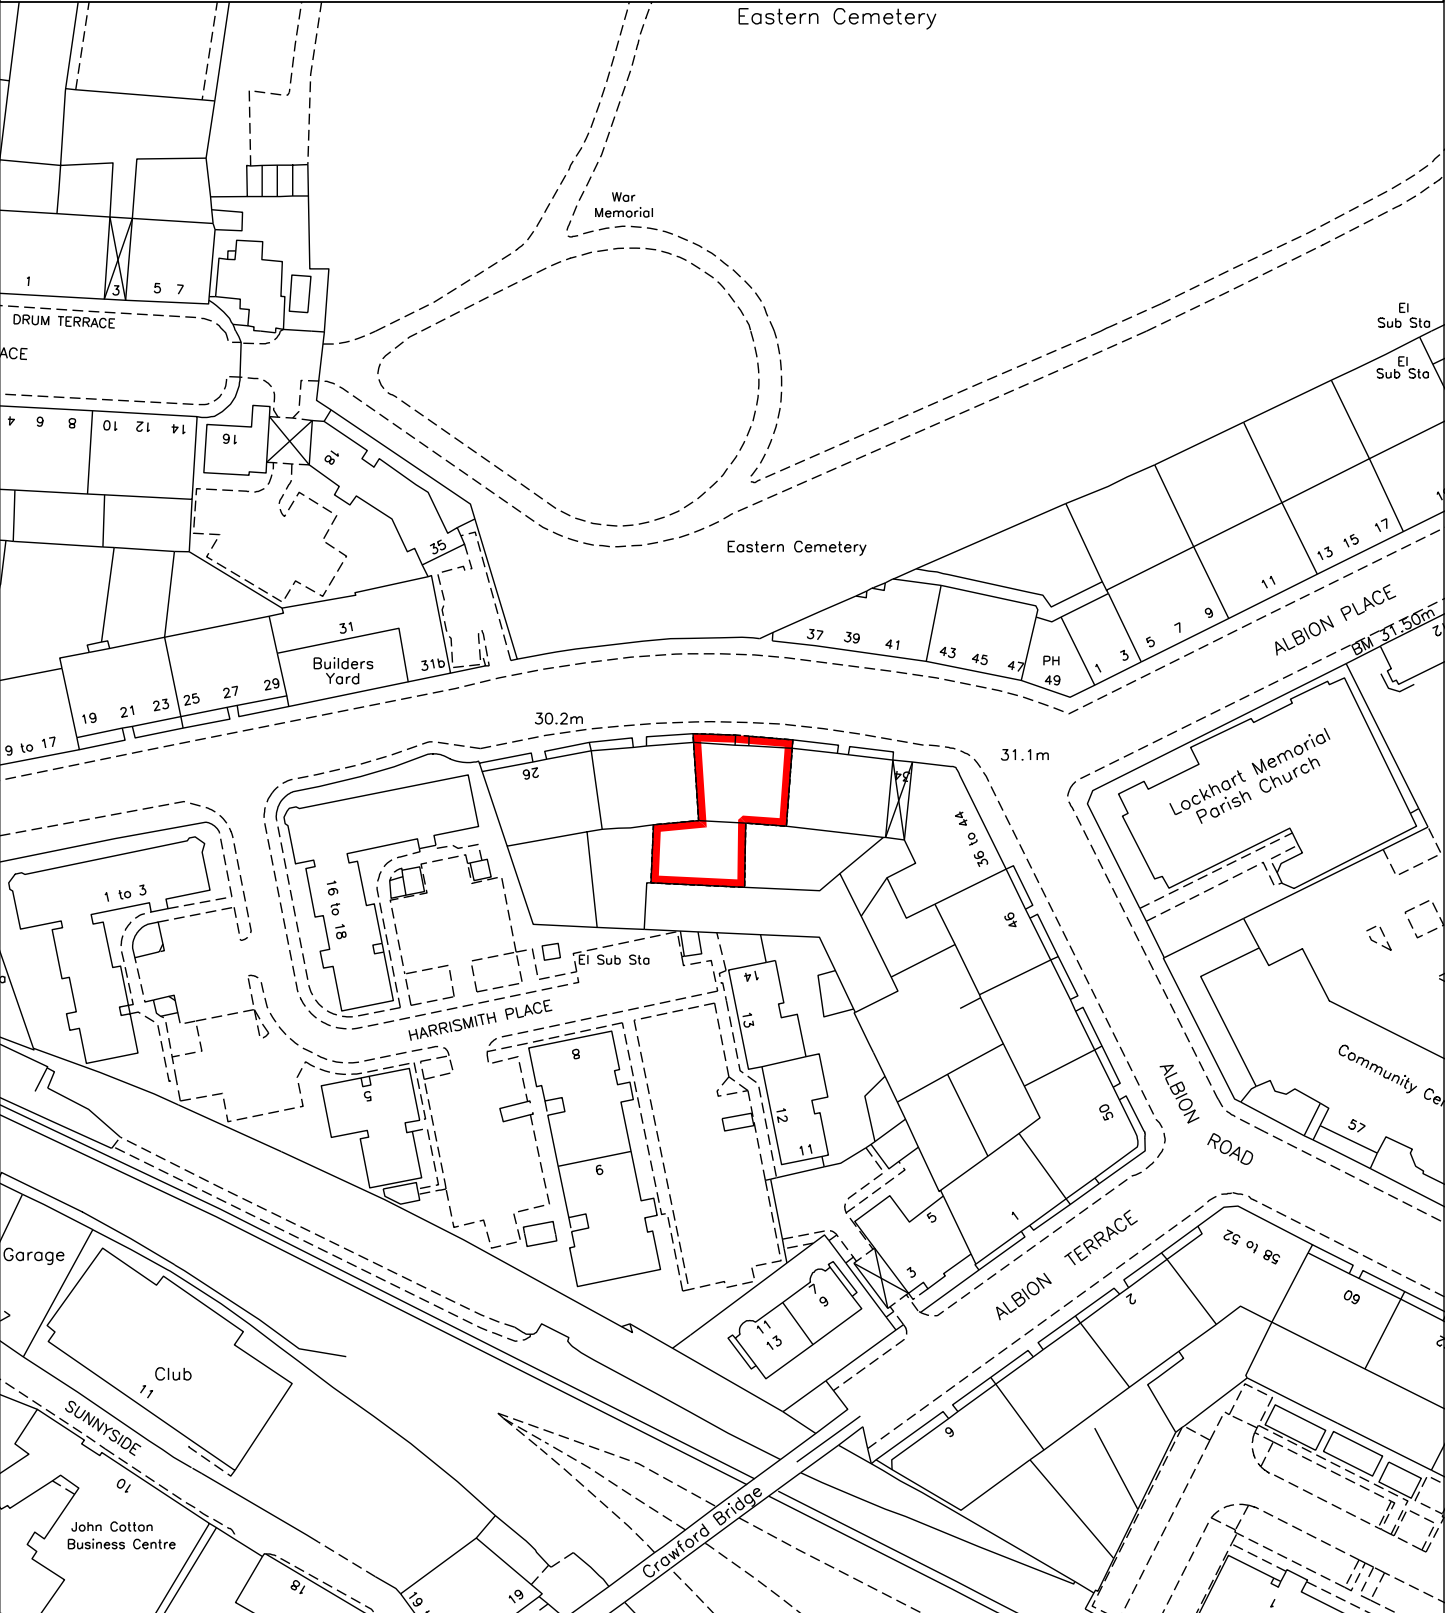 Eastern Cemetery
War
Memorial
1
3
5 7
DRUM TERRACE
ACE
El
Sub Sta
El
Sub Sta
4 6 8 10 12 14
16
18
35
Eastern Cemetery
13 15 17
11
9
7
5
3
1
ALBION PLACE
BM 31.50m
37 39 41
43 45 47
PH
49
31
Builders
Yard
31b
29
27
25
23
21
19
9 to 17
30.2m
31.1m
26
34
36 to 44
Lockhart Memorial
Parish Church
1 to 3
16 to 18
46
El Sub Sta
14
13
HARRISMITH PLACE
8
5
12
11
6
50
ALBION ROAD
Community Ce
57
5
3
1
ALBION TERRACE
58 to 52
60
2
7
9
11
13
Garage
Club
11
SUNNYSIDE
10
John Cotton
Business Centre
18
19
19
Crawford Bridge
6